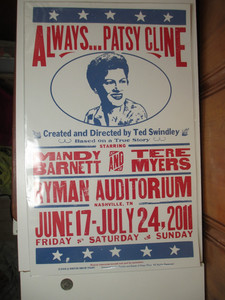 ALWAYS...PATSY CLINE
Created and Directed by Ted Swindley
Based on a True Story
STARRING
MANDY BARNETT AND TERE MYERS
RYMAN AUDITORIUM
NASHVILLE, TN
JUNE 17-JULY 24, 2011
FRIDAY SATURDAY SUNDAY